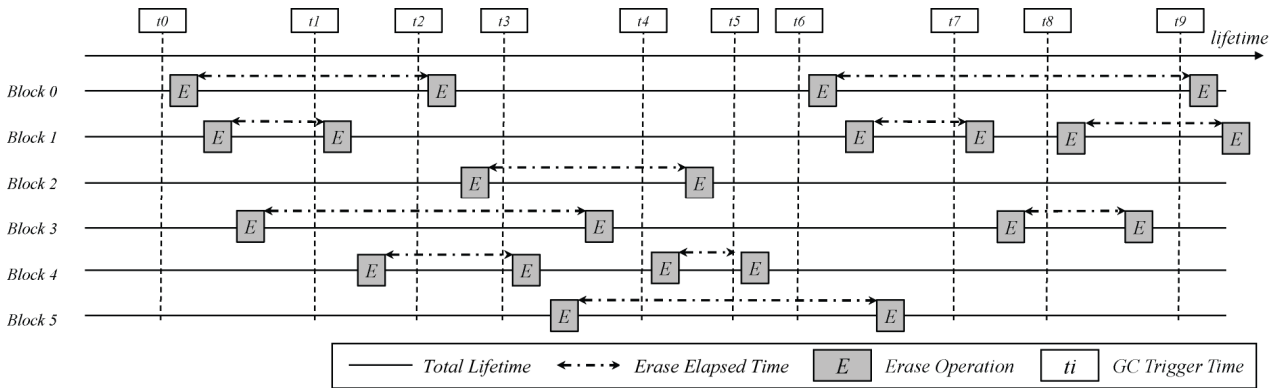 t0 t1 t2 t3 t4 t5 t6 t7 t8 t9
lifetime
Block 0 E E E E
Block 1 E E E E E E
Block 2 E E
Block 3 E E E E
Block 4 E E E E
Block 5 E E
Total Lifetime Erase Elapsed Time E Erase Operation ti GC Trigger Time